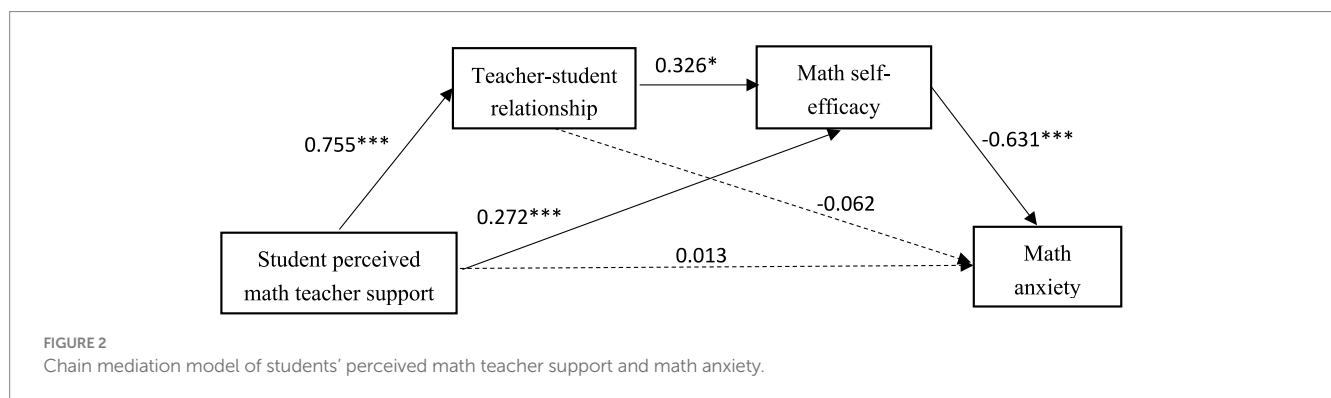 Teacher-student
relationship
0.326*
Math self-
efficacy
0.755***
-0.631***
0.272***
-0.062
Student perceived
math teacher support
0.013
Math
anxiety
FIGURE 2
Chain mediation model of students’ perceived math teacher support and math anxiety.